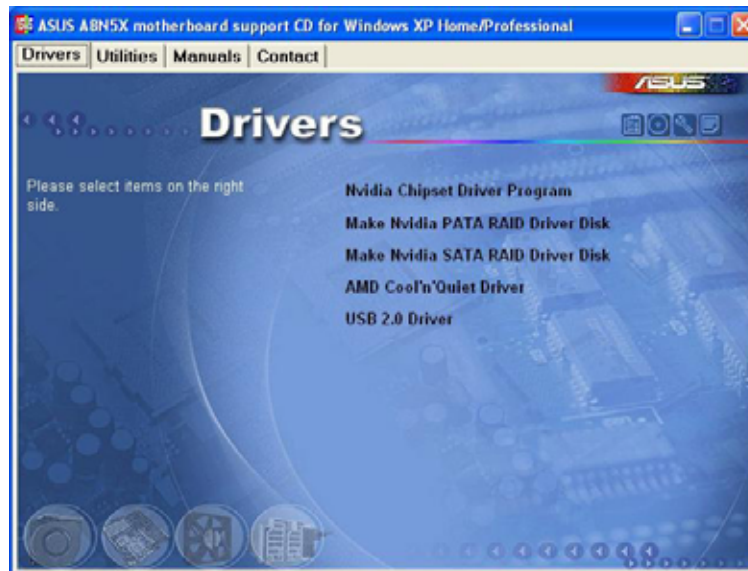 ASUS A8N5X motherboard support CD for Windows XP Home/Professional
Drivers Utilities Manuals Contact
ASUS
Drivers
Please select items on the right
side.
Nvidia Chipset Driver Program
Make Nvidia PATA RAID Driver Disk
Make Nvidia SATA RAID Driver Disk
AMD Cool'n'Quiet Driver
USB 2.0 Driver